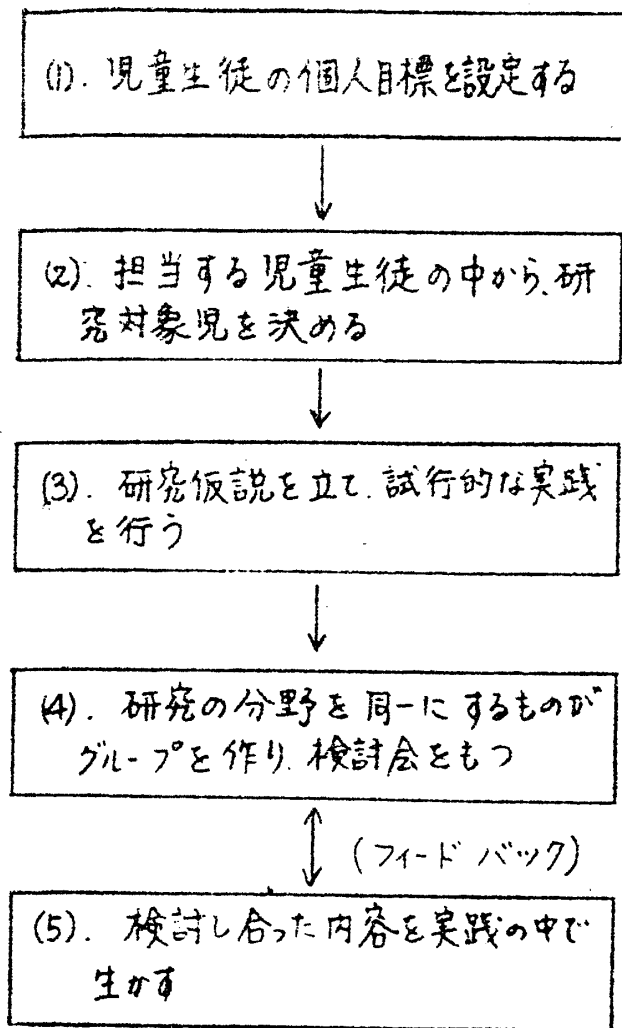 (1). 児童生徒の個人目標を設定する
(2). 担当する児童生徒の中から、研
究対象児を決める
(3). 研究仮説を立て、試行的な実践
を行う
(4). 研究の分野を同一にするものが
グループを作り、検討会をもつ
(フィードバック)
(5). 検討し合った内容を実践の中で
生かす